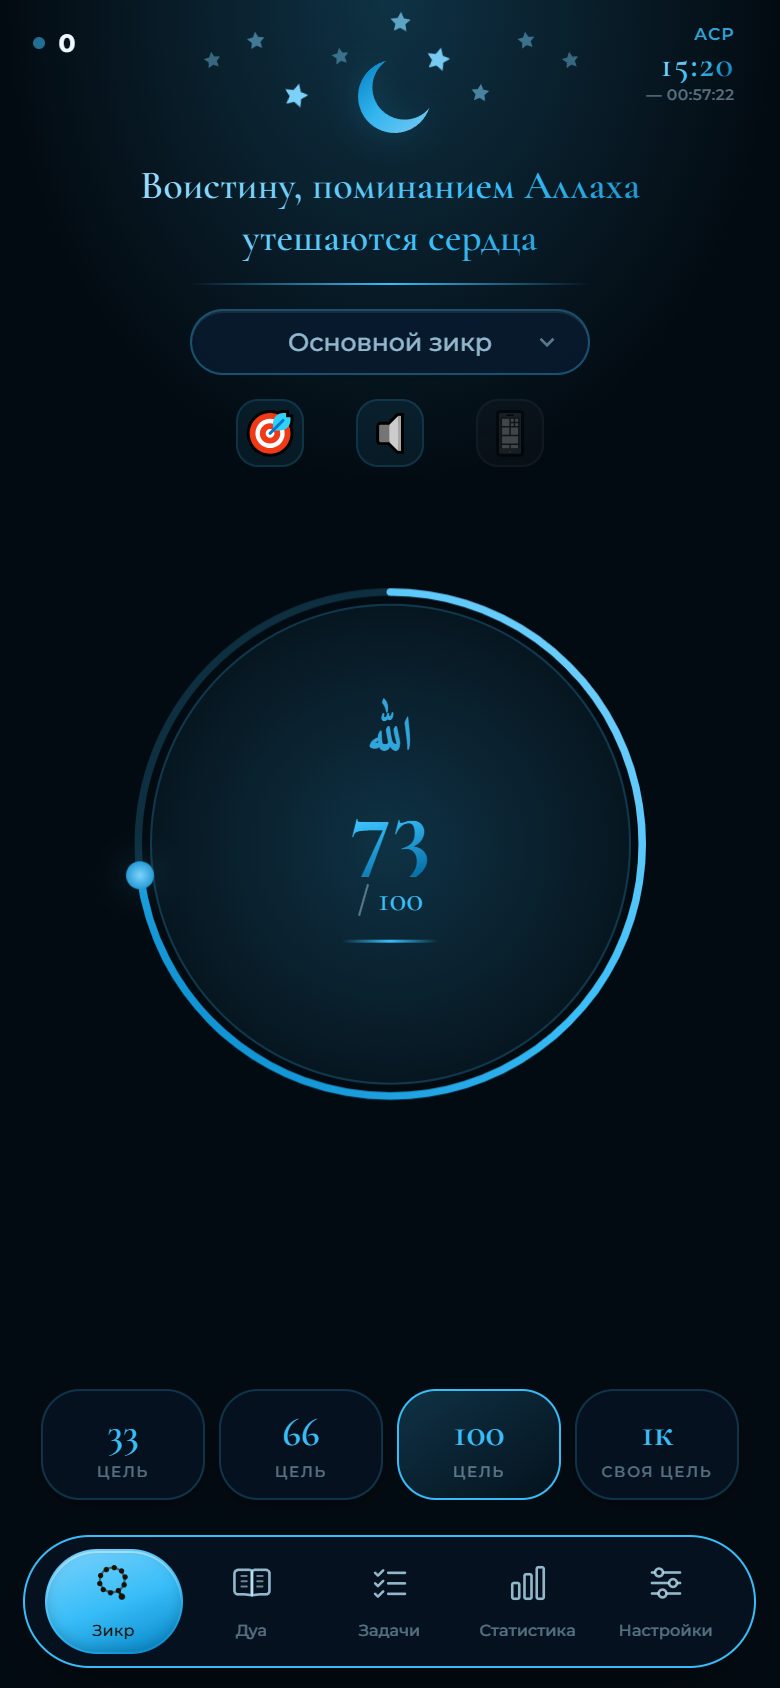 0
АСР
15:20
— 00:57:22
Воистину, поминанием Аллаха
утешаются сердца
Основной зикр
الله
73
/ 100
33
ЦЕЛЬ
66
ЦЕЛЬ
100
ЦЕЛЬ
1К
СВОЯ ЦЕЛЬ
Зикр
Дуа
Задачи
Статистика
Настройки